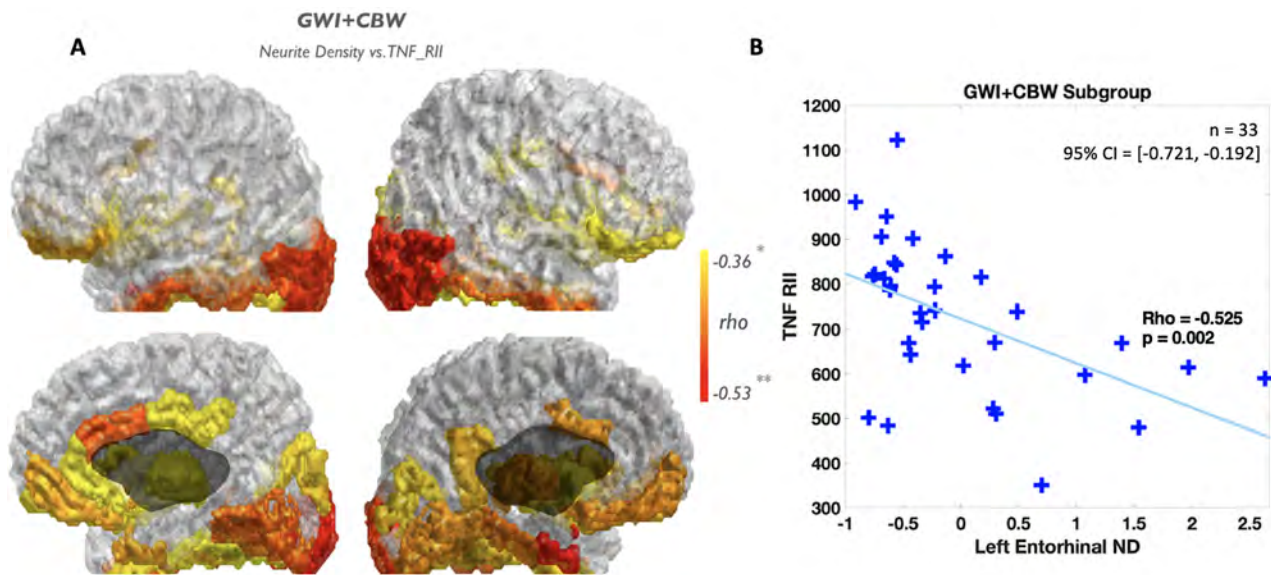 GWI+CBW
A
Neurite Density vs.TNF_RII
-0.36 *
rho
-0.53 **
B
GWI+CBW Subgroup
n = 33
95% CI = [-0.721, -0.192]
Rho = -0.525
p = 0.002
TNF RII
1200
1100
1000
900
800
700
600
500
400
300
-1 -0.5 0 0.5 1 1.5 2 2.5
Left Entorhinal ND